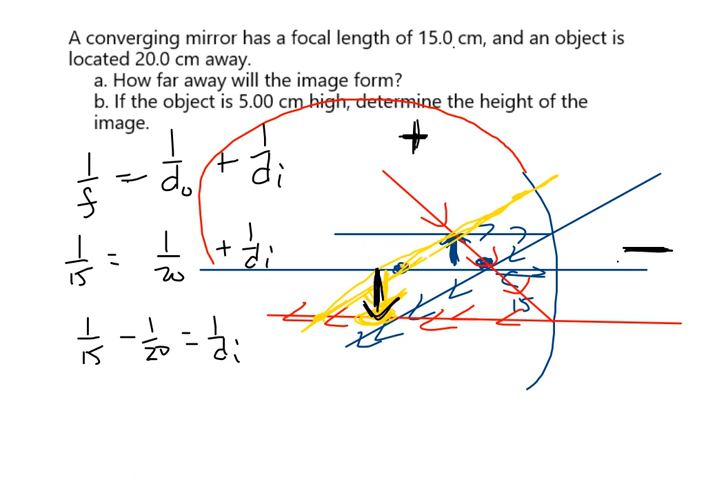 A converging mirror has a focal length of 15.0 cm, and an object is
located 20.0 cm away.
a. How far away will the image form?
b. If the object is 5.00 cm high, determine the height of the
image.
+
1/f = 1/do + 1/di
1/15 = 1/20 + 1/di
−
15
1/15 − 1/20 = 1/di